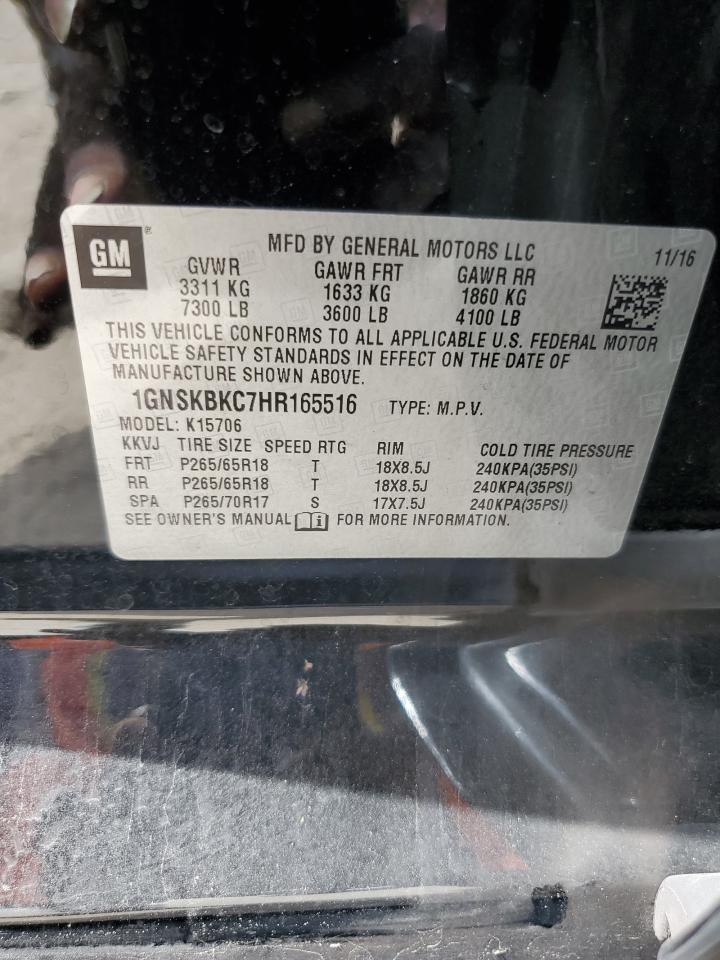 GM ®
MFD BY GENERAL MOTORS LLC 11/16
GVWR GAWR FRT GAWR RR
3311 KG 1633 KG 1860 KG
7300 LB 3600 LB 4100 LB
THIS VEHICLE CONFORMS TO ALL APPLICABLE U.S. FEDERAL MOTOR
VEHICLE SAFETY STANDARDS IN EFFECT ON THE DATE OF
MANUFACTURE SHOWN ABOVE.
1GNSKBKC7HR165516 TYPE: M.P.V.
MODEL: K15706
KKVJ TIRE SIZE SPEED RTG RIM COLD TIRE PRESSURE
FRT P265/65R18 T 18X8.5J 240KPA(35PSI)
RR P265/65R18 T 18X8.5J 240KPA(35PSI)
SPA P265/70R17 S 17X7.5J 240KPA(35PSI)
SEE OWNER'S MANUAL FOR MORE INFORMATION.